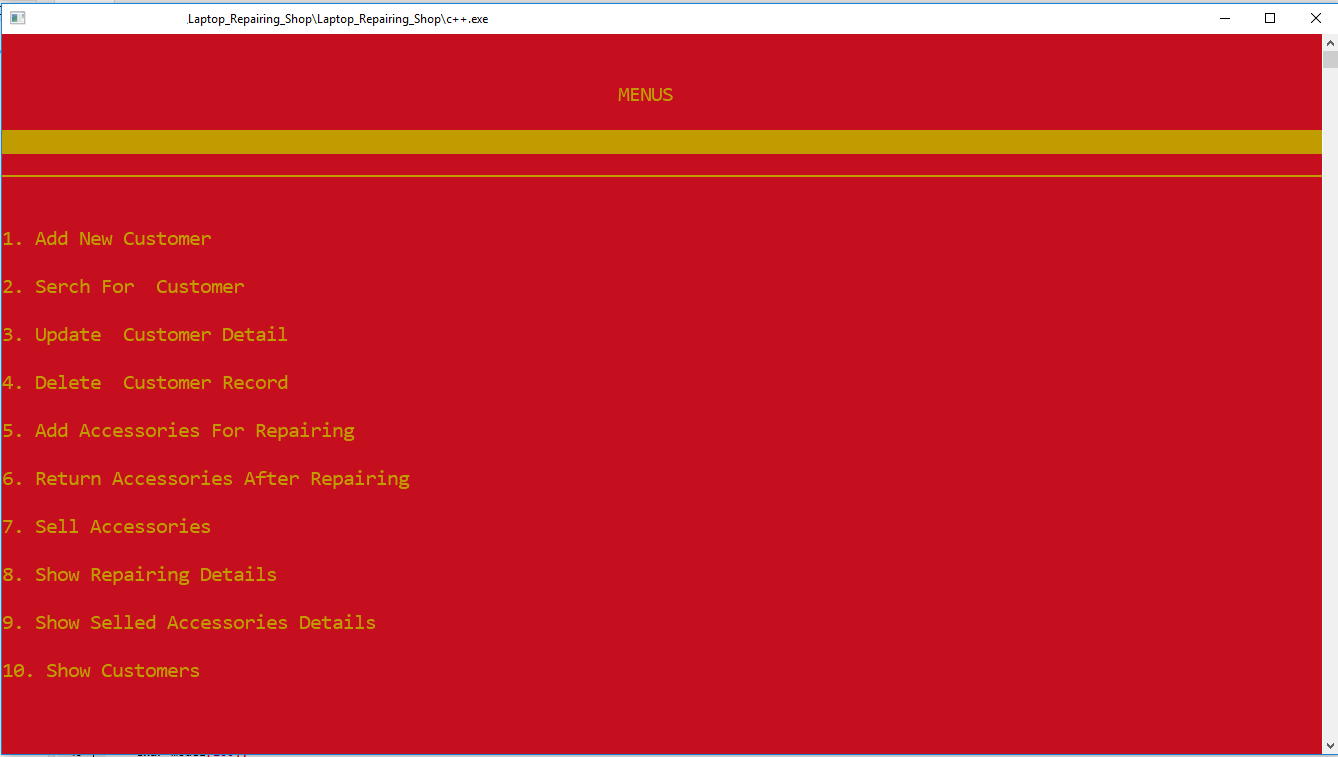 Laptop_Repairing_Shop\Laptop_Repairing_Shop\c++.exe
MENUS
1. Add New Customer
2. Serch For  Customer
3. Update  Customer Detail
4. Delete  Customer Record
5. Add Accessories For Repairing
6. Return Accessories After Repairing
7. Sell Accessories
8. Show Repairing Details
9. Show Selled Accessories Details
10. Show Customers